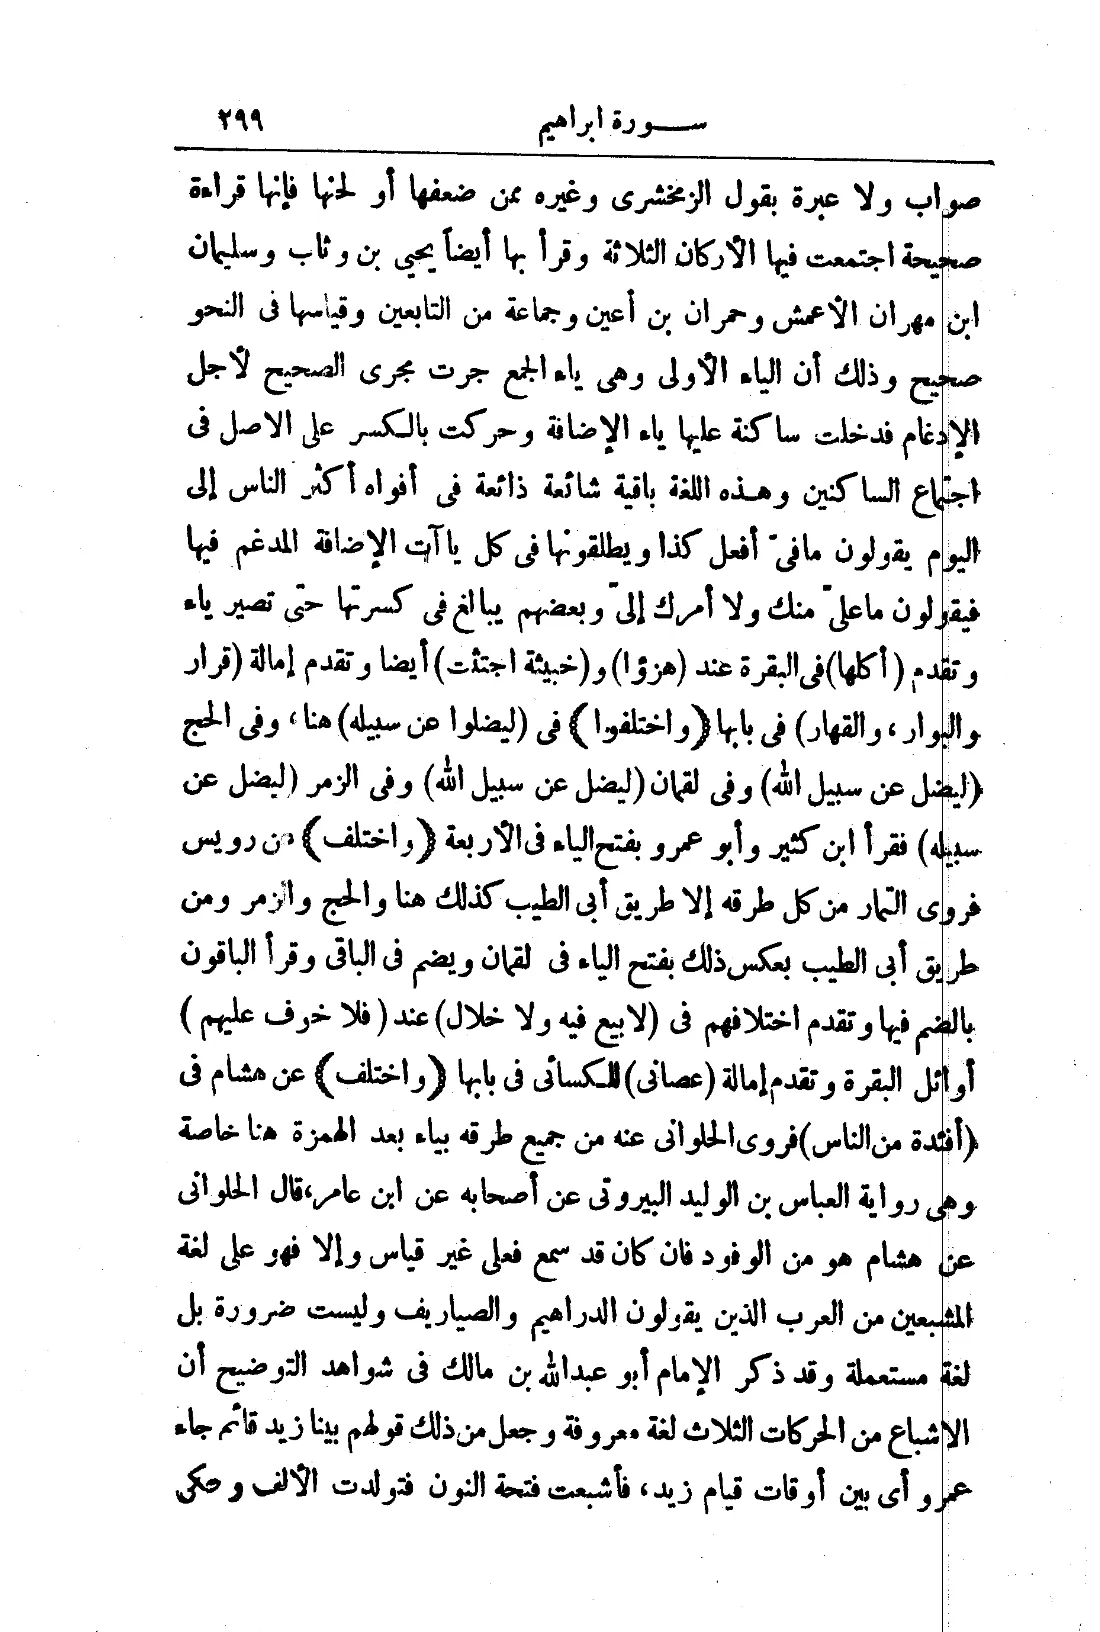 سورة ابراهيم ٢٩٩
صواب ولا عبرة بقول الزمخشرى وغيره ممن ضعفها أو لحنها فإنها قراءة
صحيحة اجتمعت فيها الأركان الثلاثة وقرأ بها أيضاً يحيى بن وثاب وسليمان
ابن مهران الأعمش وحمران بن أعين وجماعة من التابعين وقياسها فى النحو
صحيح وذلك أن الياء الأولى وهى ياء الجمع جرت مجرى الصحيح لأجل
الإدغام فدخلت ساكنة عليها ياء الإضافة وحركت بالكسر على الاصل فى
اجتماع الساكنين وهذه اللغة باقية شائعة ذائعة فى أفواه أكثر الناس إلى
اليوم يقولون مافىّ أفعل كذا ويطلقونها فى كل ياآت الإضافة المدغم فيها
فيقولون ماعلىّ منك ولا أمرك إلىّ وبعضهم يبالغ فى كسرتها حتى تصير ياء
وتقدم (أكلها) فى البقرة عند (هزؤا) و(خبيثة اجتثت) أيضا وتقدم إمالة (قرار
والبوار، والقهار) فى بابها ﴿واختلفوا﴾ فى (ليضلوا عن سبيله) هنا، وفى الحج
(ليضل عن سبيل الله) وفى لقمان (ليضل عن سبيل الله) وفى الزمر (ليضل عن
سبيله) فقرأ ابن كثير وأبو عمرو بفتح الياء فى الأربعة ﴿واختلف﴾ من رويس
فروى التمار من كل طرقه إلا طريق أبى الطيب كذلك هنا والحج والزمر ومن
طريق أبى الطيب بعكس ذلك بفتح الياء فى لقمان ويضم فى الباقى وقرأ الباقون
بالضم فيها وتقدم اختلافهم فى (لابيع فيه ولا خلال) عند (فلا خوف عليهم)
أوائل البقرة وتقدم إمالة (عصانى) للكسائى فى بابها ﴿واختلف﴾ عن هشام فى
(أفئدة من الناس) فروى الحلوانى عنه من جميع طرقه بياء بعد الهمزة هنا خاصة
وهى رواية العباس بن الوليد البيروتى عن أصحابه عن ابن عامر، قال الحلوانى
عن هشام هو من الوفود فان كان قد سمع فعلى غير قياس وإلا فهو على لغة
المشبعين من العرب الذين يقولون الدراهيم والصياريف وليست ضرورة بل
لغة مستعملة وقد ذكر الإمام أبو عبدالله بن مالك فى شواهد التوضيح أن
الاشباع من الحركات الثلاث لغة معروفة وجعل من ذلك قولهم بينا زيد قائم جاء
عمرو أى بين أوقات قيام زيد، فأشبعت فتحة النون فتولدت الألف وحكى